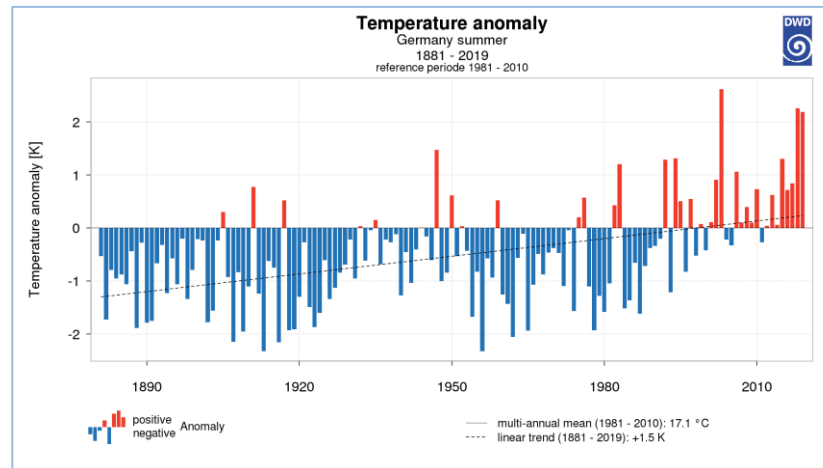 Temperature anomaly
Germany summer
1881 - 2019
reference periode 1981 - 2010
DWD
Temperature anomaly [K]
2
1
0
-1
-2
1890
1920
1950
1980
2010
positive
negative
Anomaly
multi-annual mean (1981 - 2010): 17.1 °C
linear trend (1881 - 2019): +1.5 K